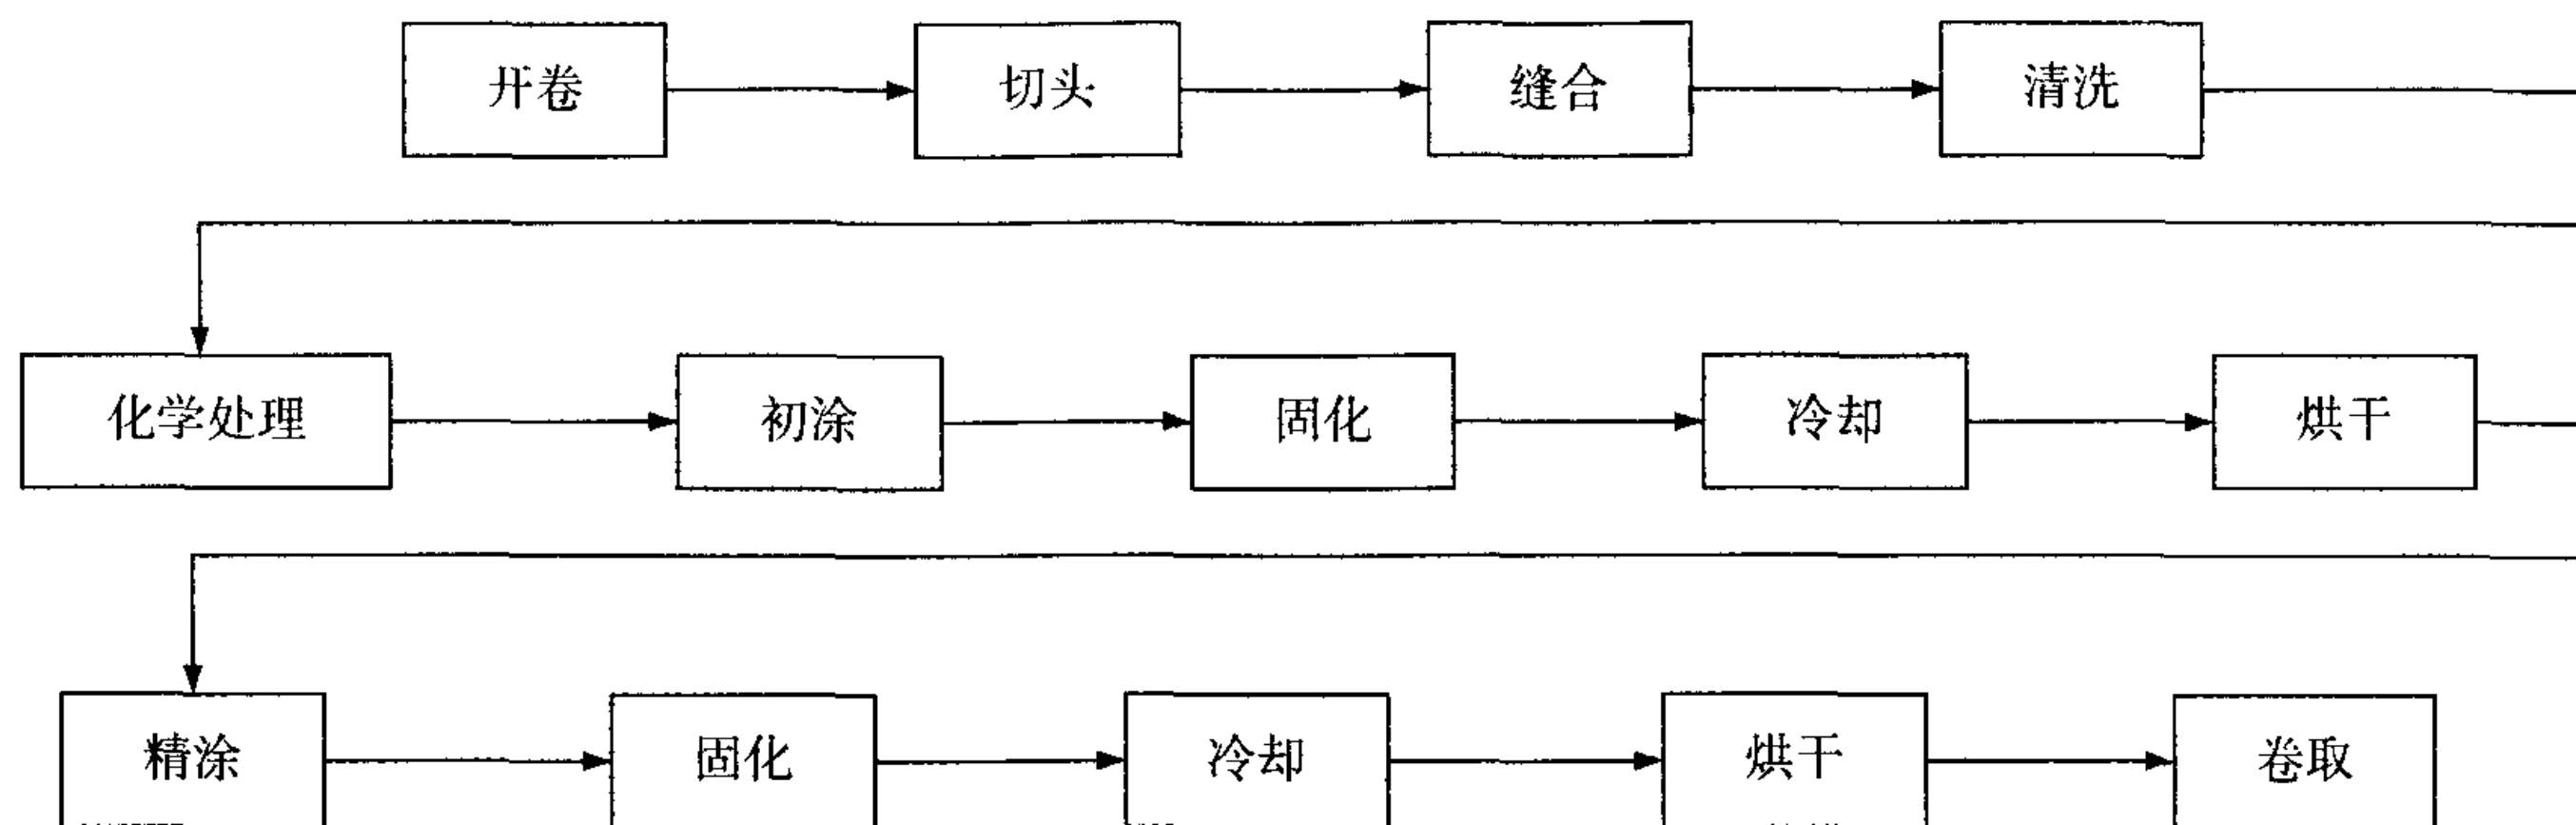 开卷 切头 缝合 清洗
化学处理 初涂 固化 冷却 烘干
精涂 固化 冷却 烘干 卷取